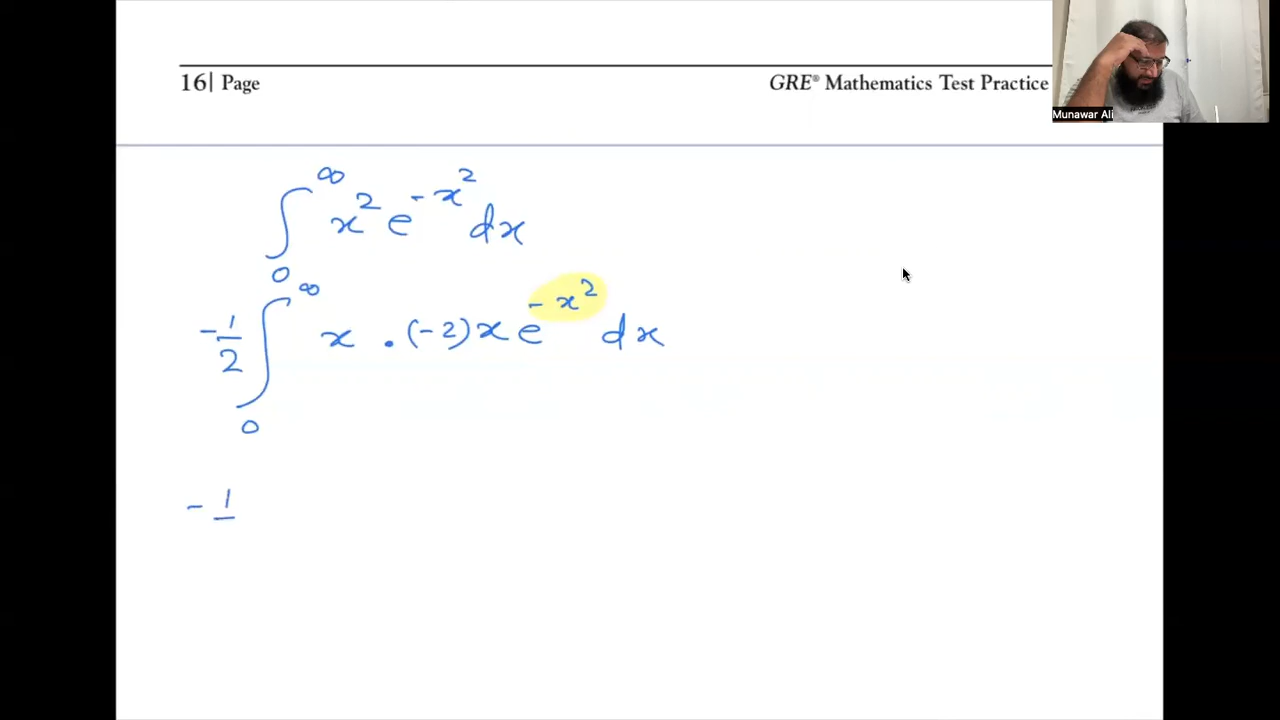 16| Page
GRE® Mathematics Test Practice
Munawar Ali
∫₀^∞ x² e^{-x²} dx
-1/2 ∫₀^∞ x . (-2) x e^{-x²} dx
- 1